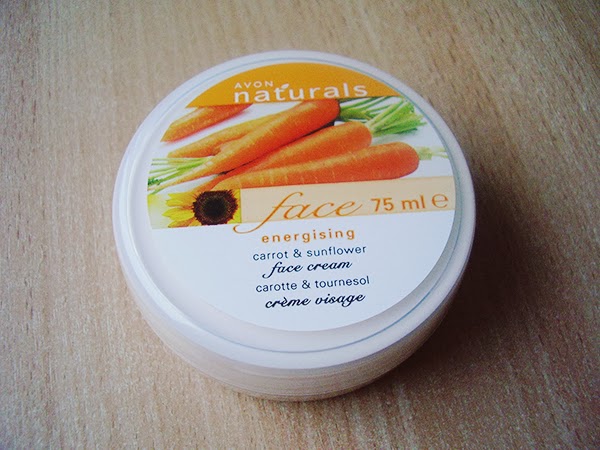 AVON
naturals
face 75 ml ℮
energising
carrot & sunflower
face cream
carotte & tournesol
crème visage